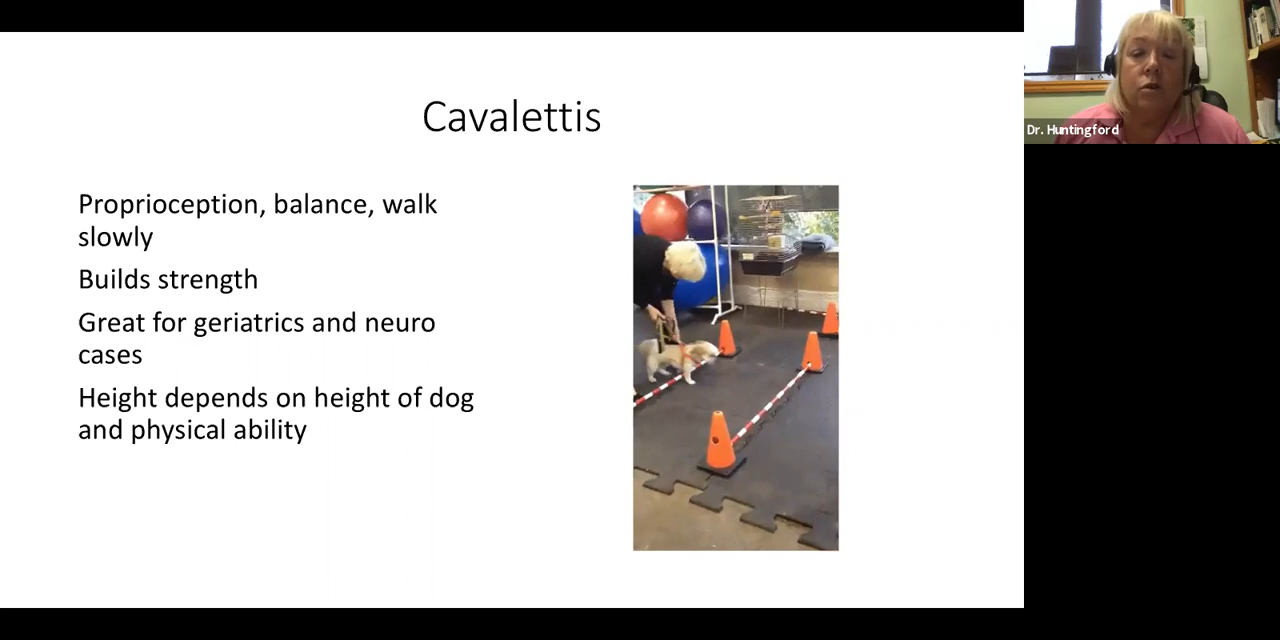 Cavalettis
Proprioception, balance, walk
slowly
Builds strength
Great for geriatrics and neuro
cases
Height depends on height of dog
and physical ability
Dr. Huntingford